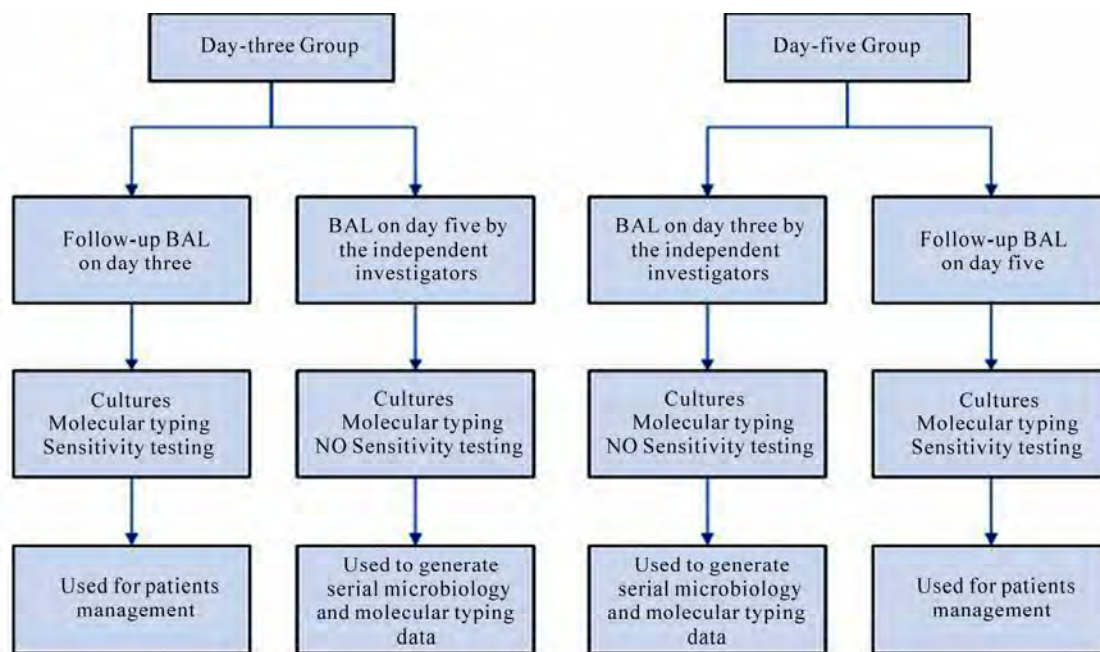 Day-three Group
Day-five Group
Follow-up BAL
on day three
BAL on day five by
the independent
investigators
BAL on day three by
the independent
investigators
Follow-up BAL
on day five
Cultures
Molecular typing
Sensitivity testing
Cultures
Molecular typing
NO Sensitivity testing
Cultures
Molecular typing
NO Sensitivity testing
Cultures
Molecular typing
Sensitivity testing
Used for patients
management
Used to generate
serial microbiology
and molecular typing
data
Used to generate
serial microbiology
and molecular typing
data
Used for patients
management